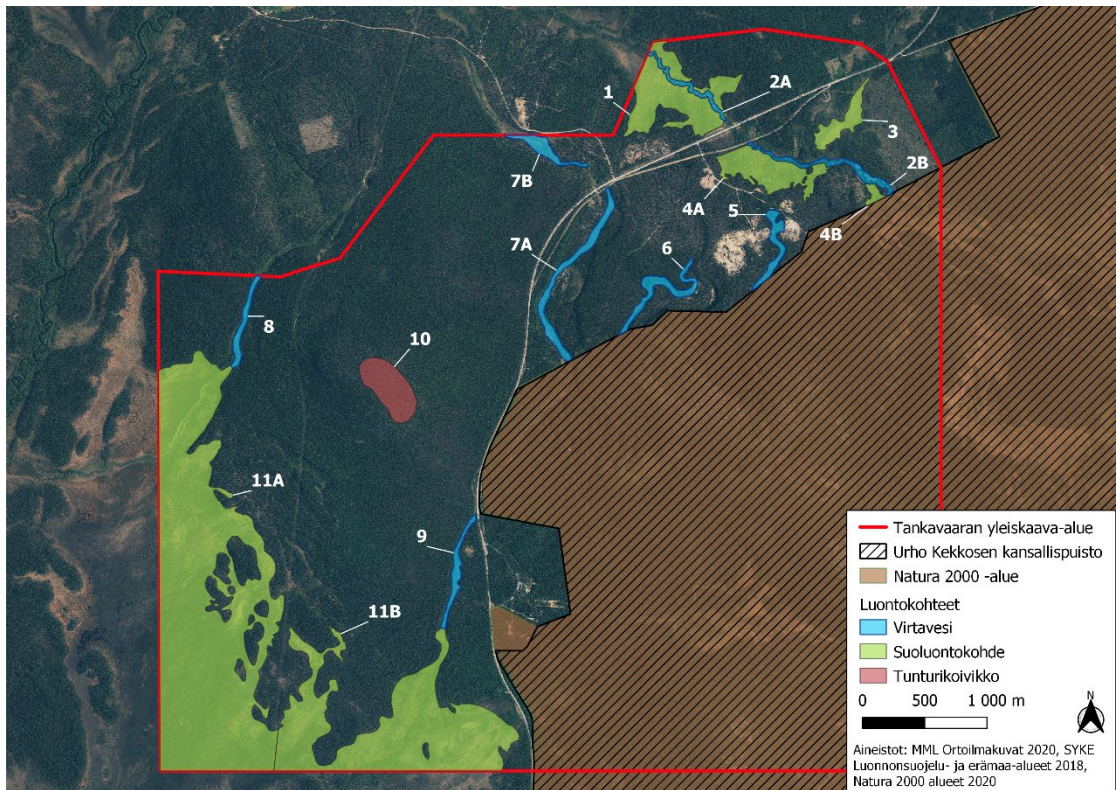 1
2A
3
7B
4A
2B
5
4B
6
7A
8
10
11A
9
11B
Tankavaaran yleiskaava-alue
Urho Kekkosen kansallispuisto
Natura 2000 -alue
Luontokohteet
Virtavesi
Suoluontokohde
Tunturikoivikko
0 500 1 000 m
N
Aineistot: MML Ortoilmakuvat 2020, SYKE
Luonnonsuojelu- ja erämaa-alueet 2018,
Natura 2000 alueet 2020